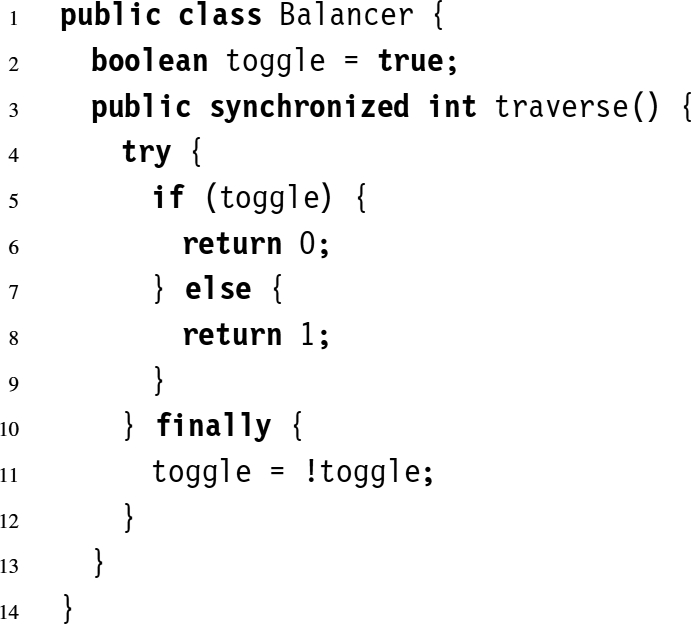 1 public class Balancer {
2 boolean toggle = true;
3 public synchronized int traverse() {
4 try {
5 if (toggle) {
6 return 0;
7 } else {
8 return 1;
9 }
10 } finally {
11 toggle = !toggle;
12 }
13 }
14 }